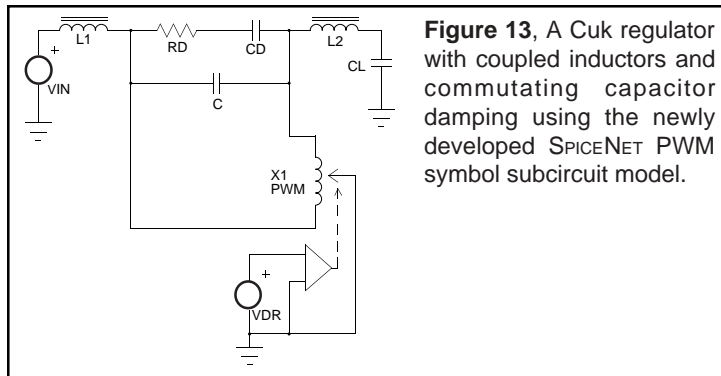 L1
RD
CD
L2
+
VIN
CL
C
X1
PWM
+
VDR
Figure 13, A Cuk regulator
with coupled inductors and
commutating capacitor
damping using the newly
developed SPICENET PWM
symbol subcircuit model.